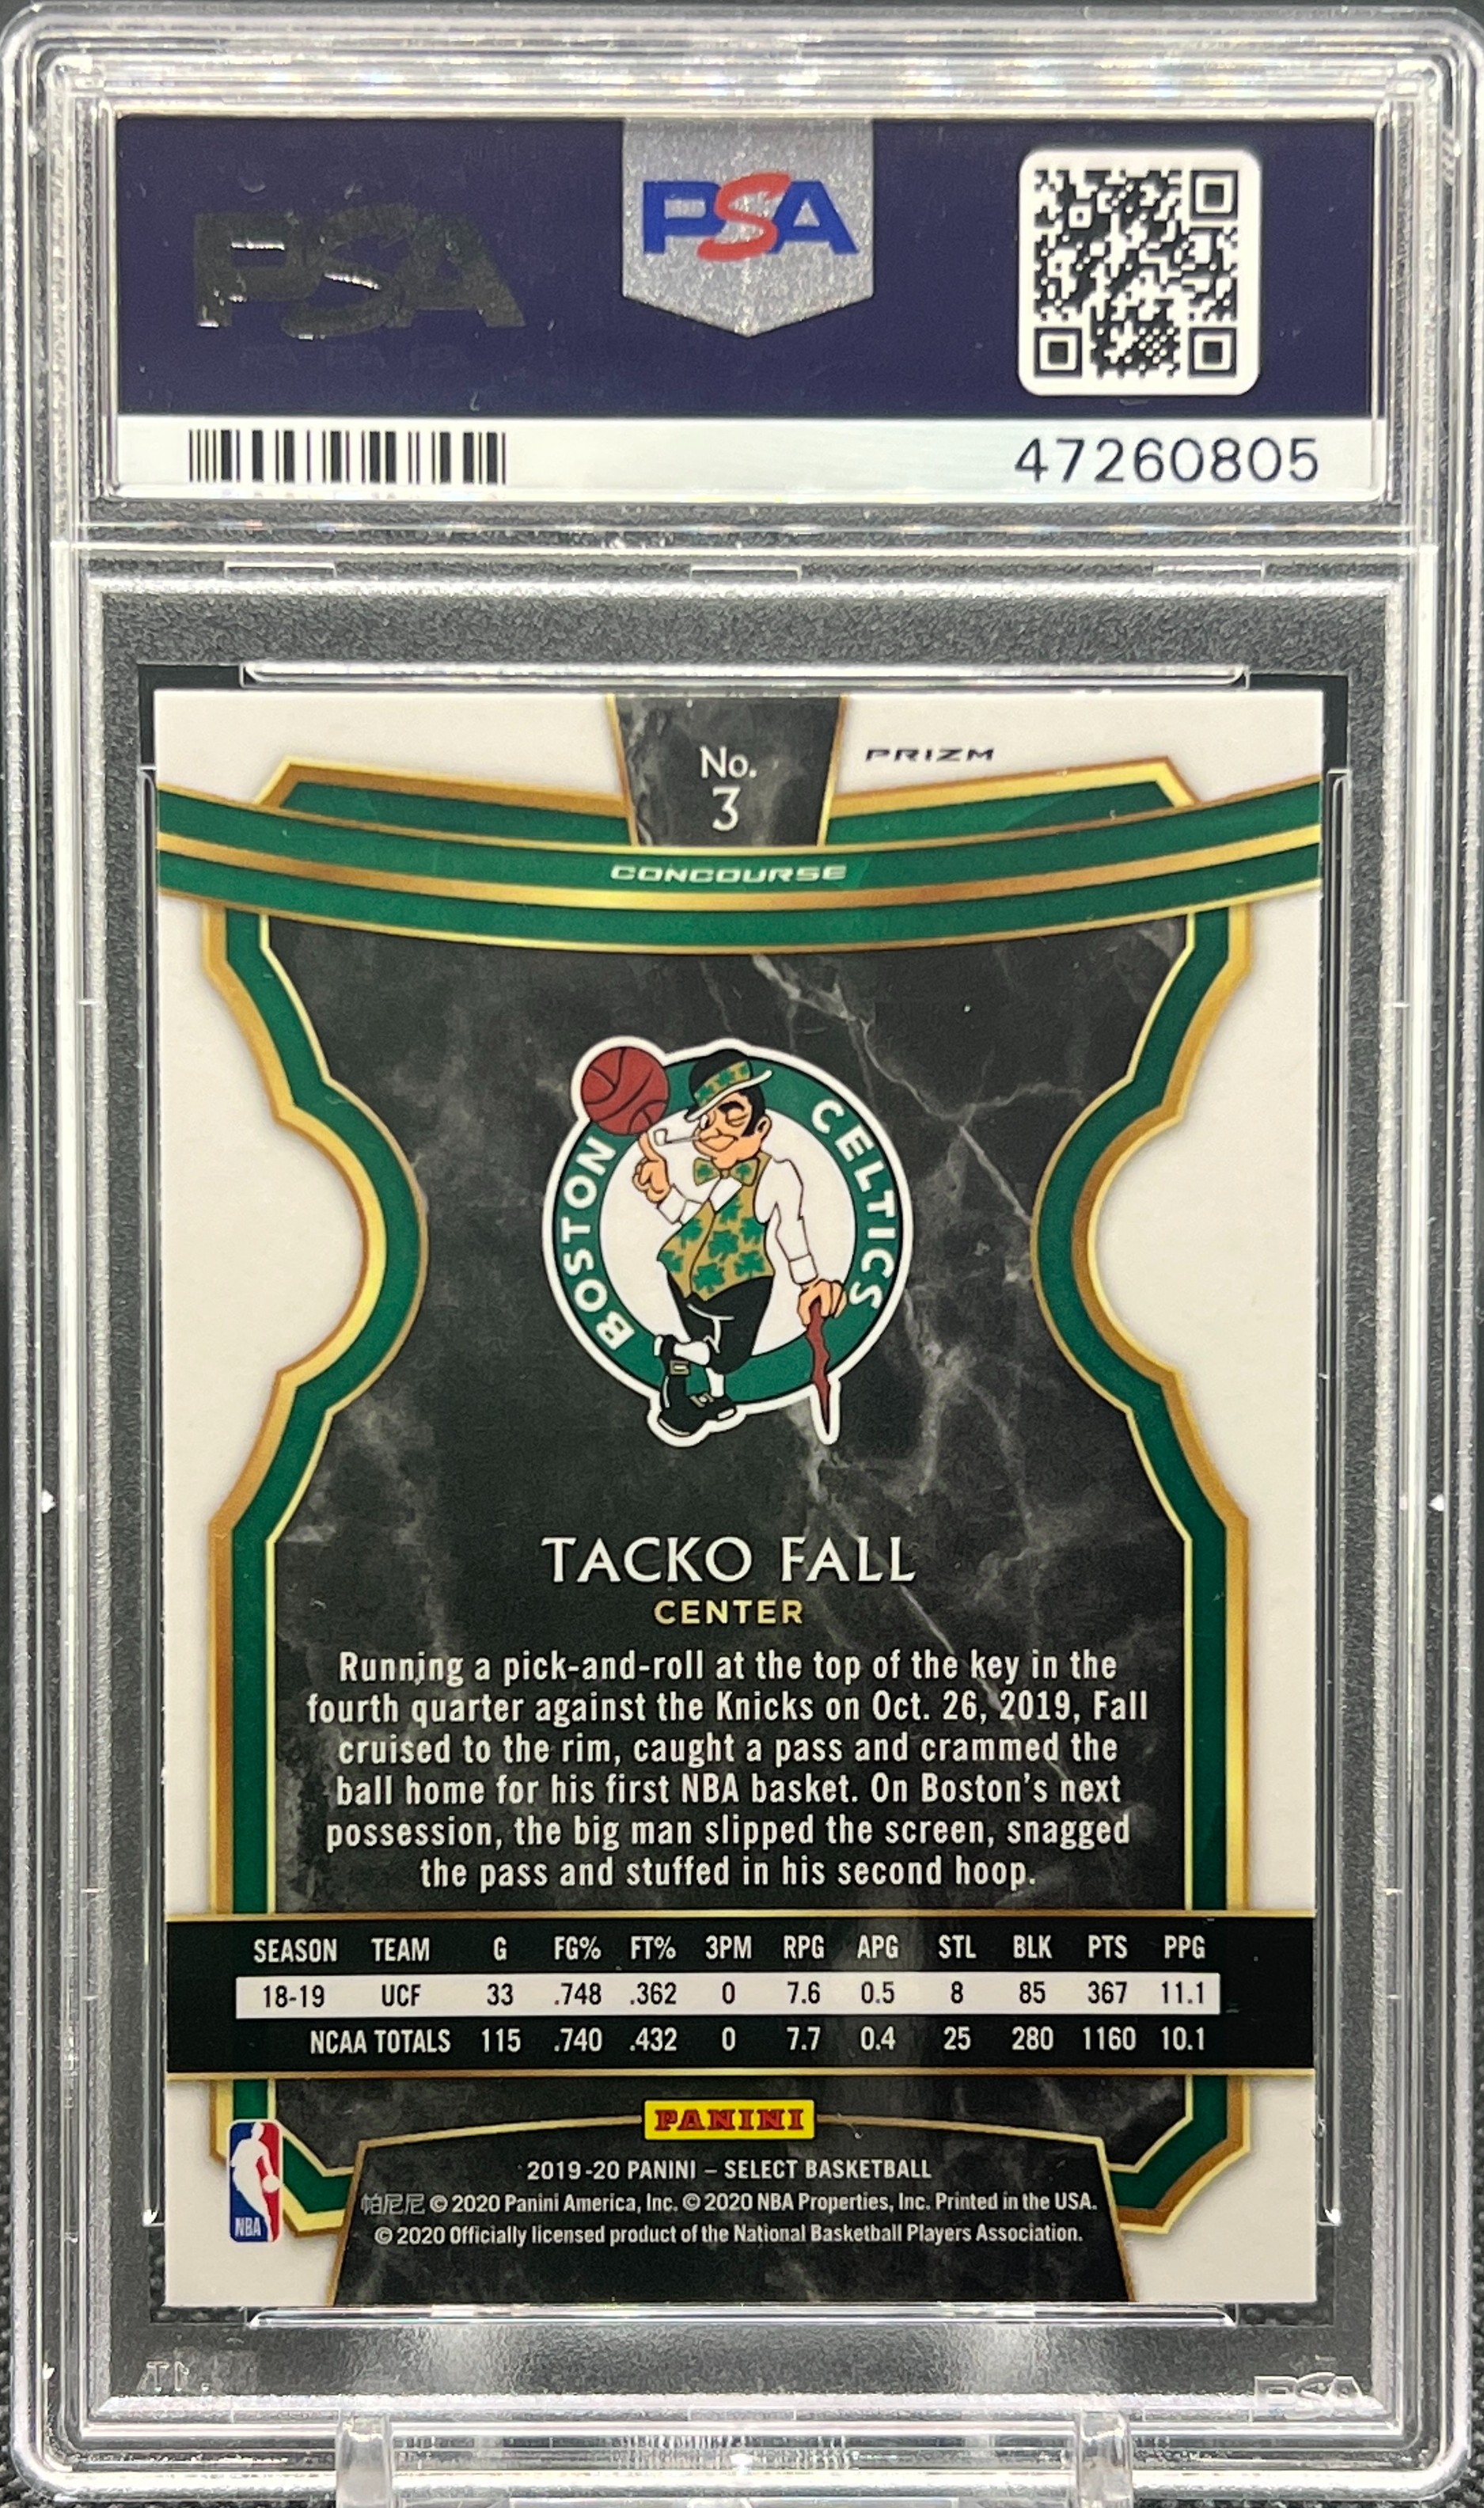 PSA
PSA
47260805
No.
3
PRIZM
CONCOURSE
BOSTON CELTICS
TACKO FALL
CENTER
Running a pick-and-roll at the top of the key in the
fourth quarter against the Knicks on Oct. 26, 2019, Fall
cruised to the rim, caught a pass and crammed the
ball home for his first NBA basket. On Boston's next
possession, the big man slipped the screen, snagged
the pass and stuffed in his second hoop.
SEASON TEAM G FG% FT% 3PM RPG APG STL BLK PTS PPG
18-19 UCF 33 .748 .362 0 7.6 0.5 8 85 367 11.1
NCAA TOTALS 115 .740 .432 0 7.7 0.4 25 280 1160 10.1
PANINI
NBA
2019-20 PANINI – SELECT BASKETBALL
帕尼尼 © 2020 Panini America, Inc. © 2020 NBA Properties, Inc. Printed in the USA.
© 2020 Officially licensed product of the National Basketball Players Association.
PSA